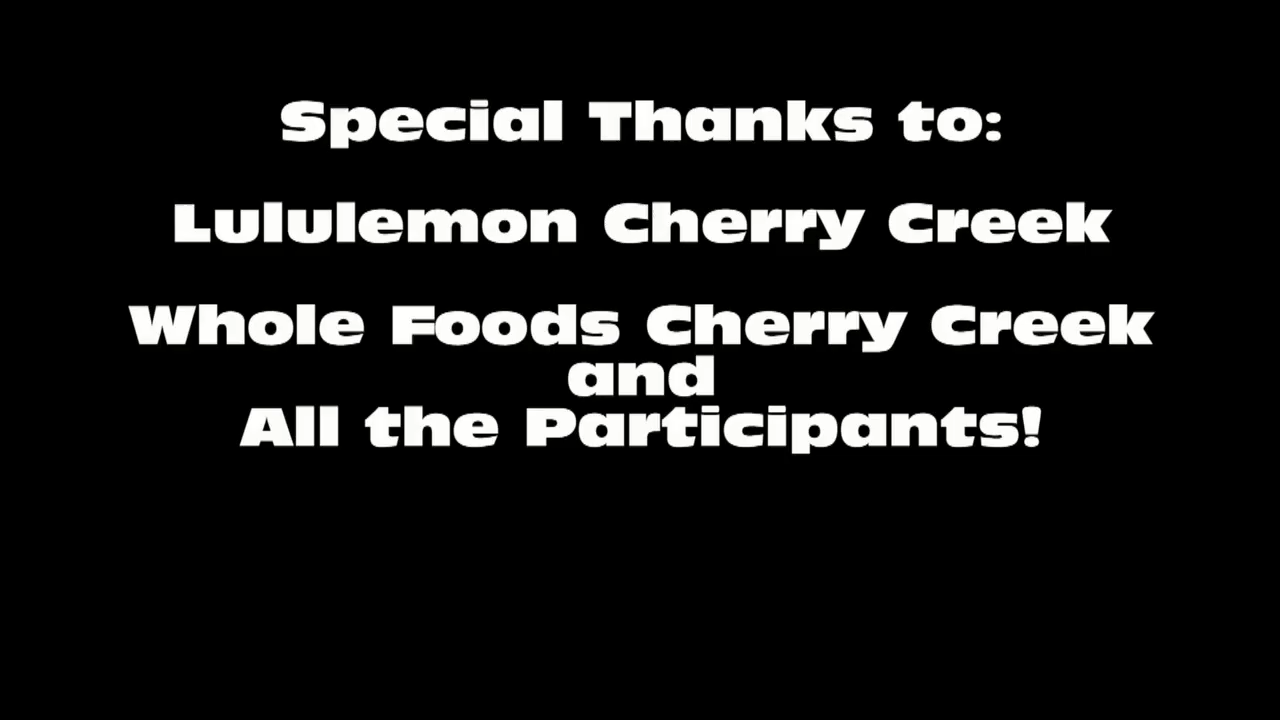 Special Thanks to:
Lululemon Cherry Creek
Whole Foods Cherry Creek
and
All the Participants!